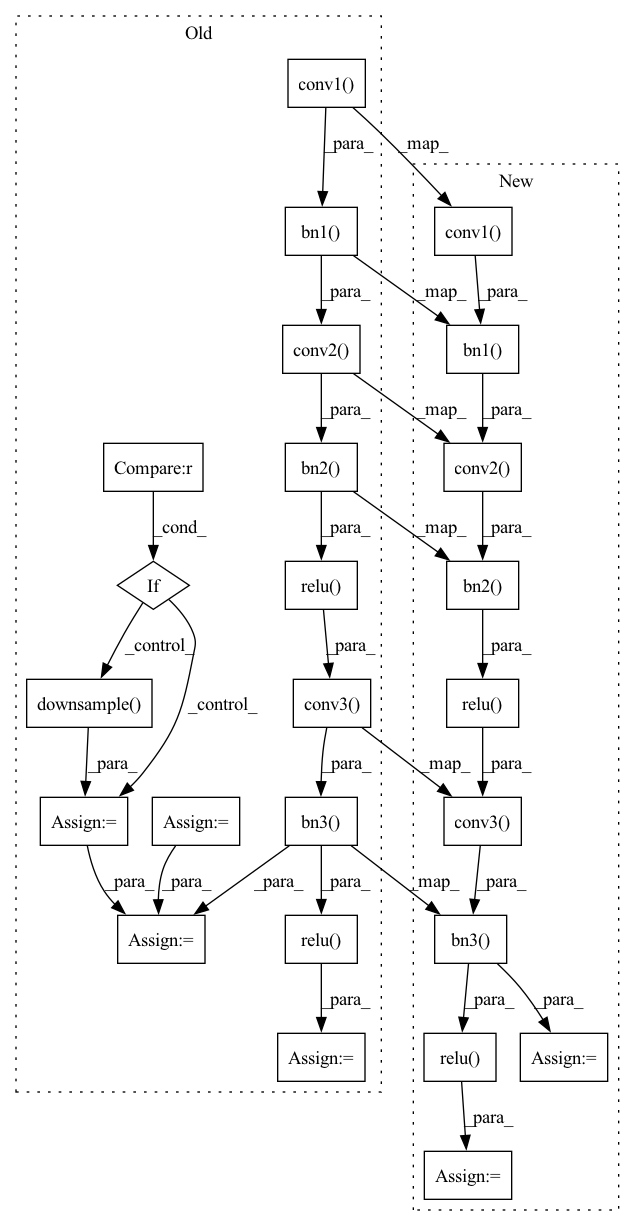 Old
conv1()
_para_
_map_
New
bn1()
conv1()
_para_
_map_
_para_
conv2()
bn1()
_para_
_map_
_para_
Compare:r
bn2()
conv2()
_cond_
_para_
_map_
_para_
If
relu()
bn2()
_control_
_para_
_para_
downsample()
_control_
conv3()
relu()
_para_
_para_
_map_
_para_
Assign:=
Assign:=
bn3()
conv3()
_para_
_para_
_para_
_para_
_map_
_para_
Assign:=
relu()
bn3()
_para_
_para_
_para_
Assign:=
relu()
Assign:=
_para_
Assign:=